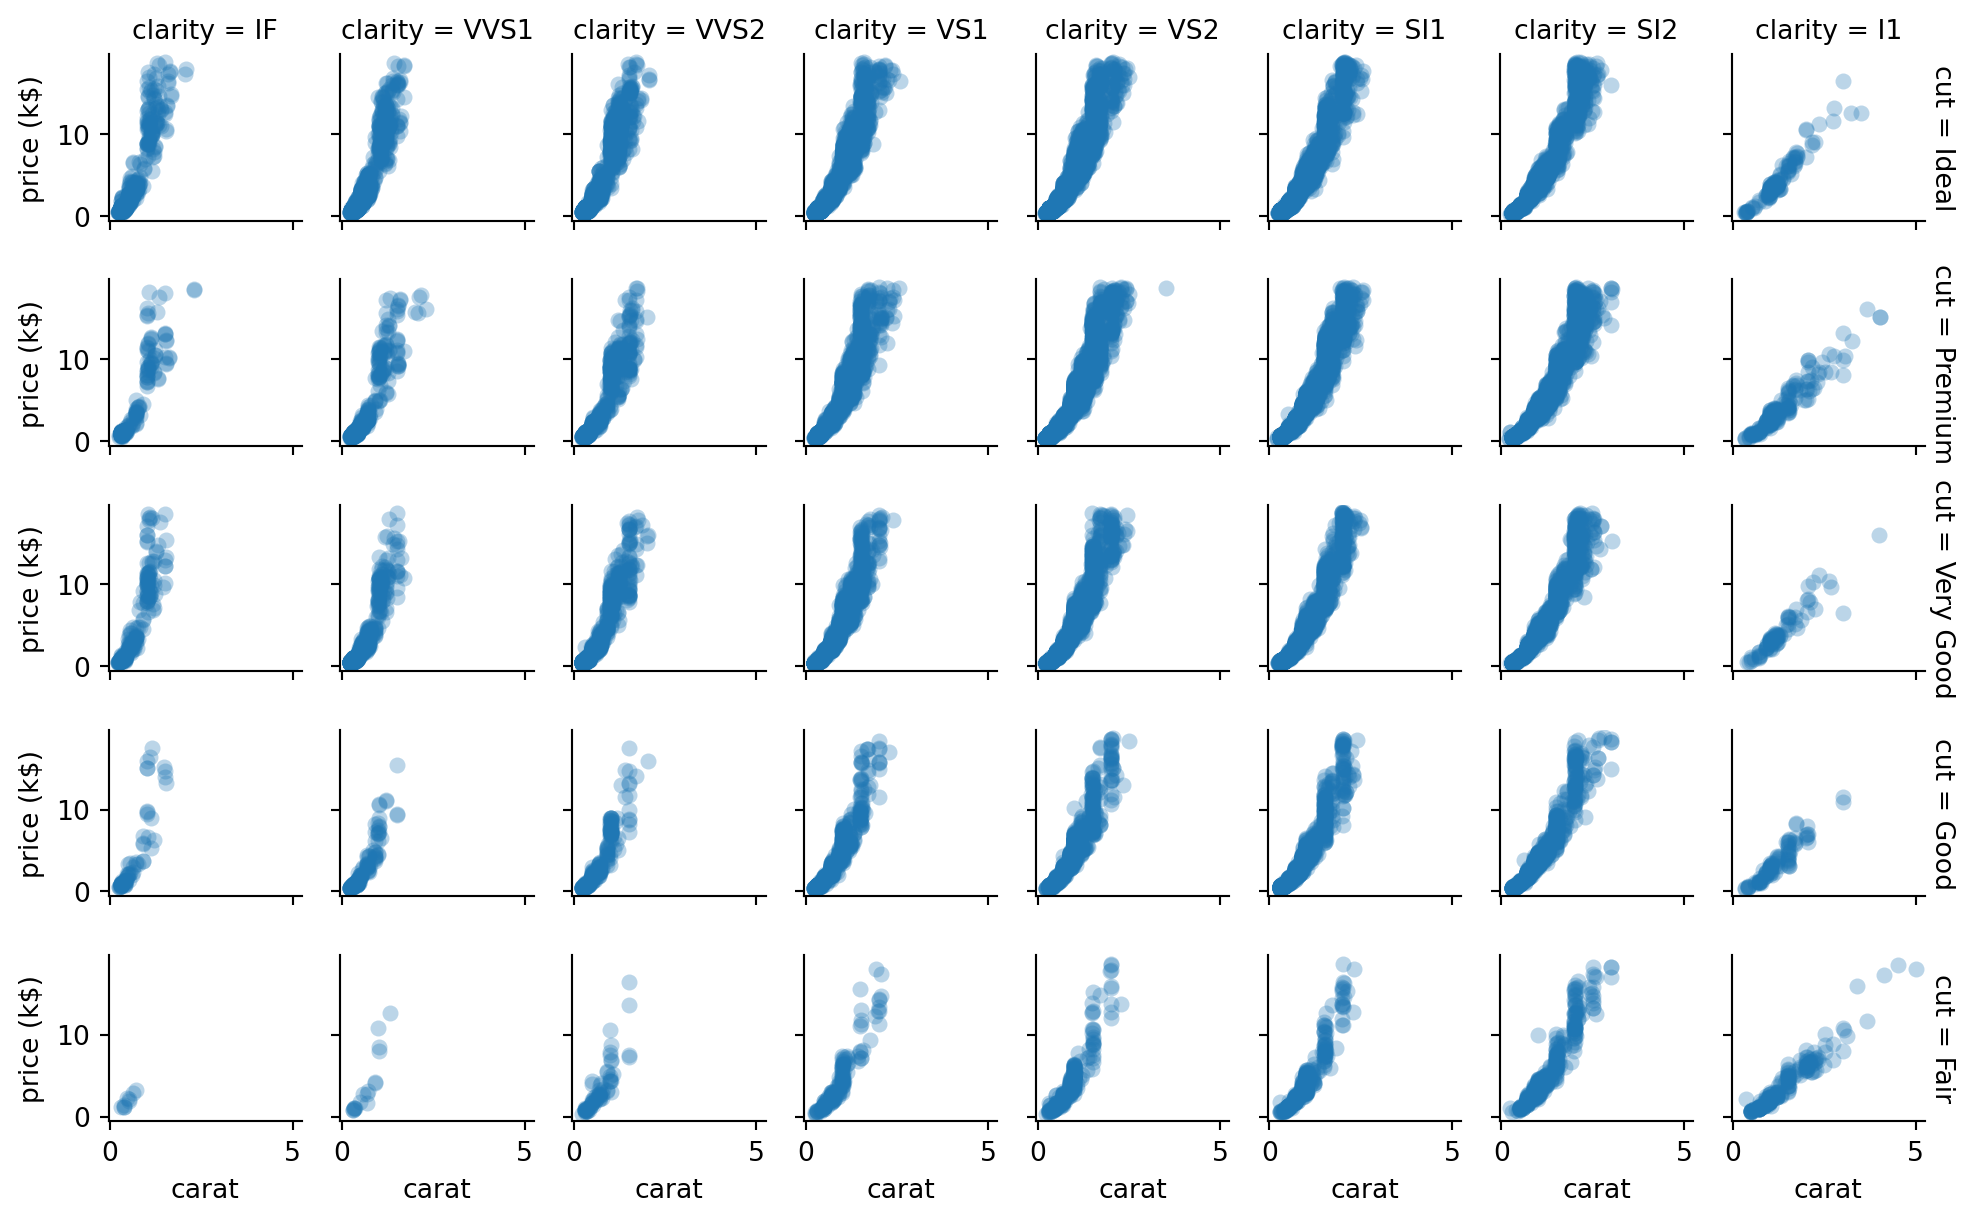 clarity = IF clarity = VVS1 clarity = VVS2 clarity = VS1 clarity = VS2 clarity = SI1 clarity = SI2 clarity = I1
price (k$)
10
0
cut = Ideal
price (k$)
10
0
cut = Premium
price (k$)
10
0
cut = Very Good
price (k$)
10
0
cut = Good
price (k$)
10
0
cut = Fair
0 5 0 5 0 5 0 5 0 5 0 5 0 5 0 5
carat carat carat carat carat carat carat carat